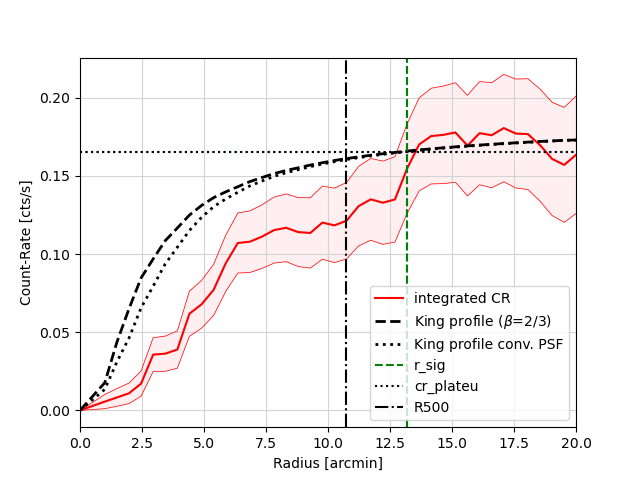 0.20
0.15
0.10
0.05
0.00
Count-Rate [cts/s]
integrated CR
King profile (β=2/3)
King profile conv. PSF
r_sig
cr_plateu
R500
0.0 2.5 5.0 7.5 10.0 12.5 15.0 17.5 20.0
Radius [arcmin]